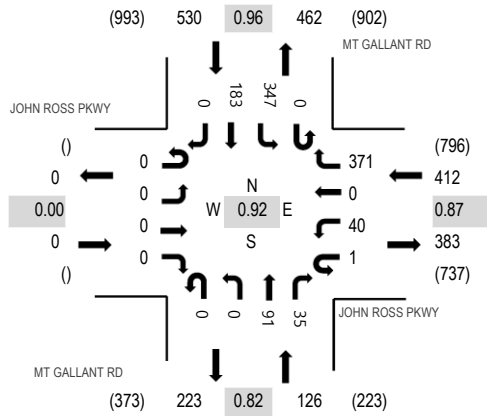 (993) 530 0.96 462 (902)
MT GALLANT RD
JOHN ROSS PKWY
0 183 347 0
() 0 371 (796)
0 0 0 412
0.00 0 W N 0.92 S E 40 0.87
0 0 1 383
() (737)
0 0 91 35
JOHN ROSS PKWY
MT GALLANT RD
(373) 223 0.82 126 (223)